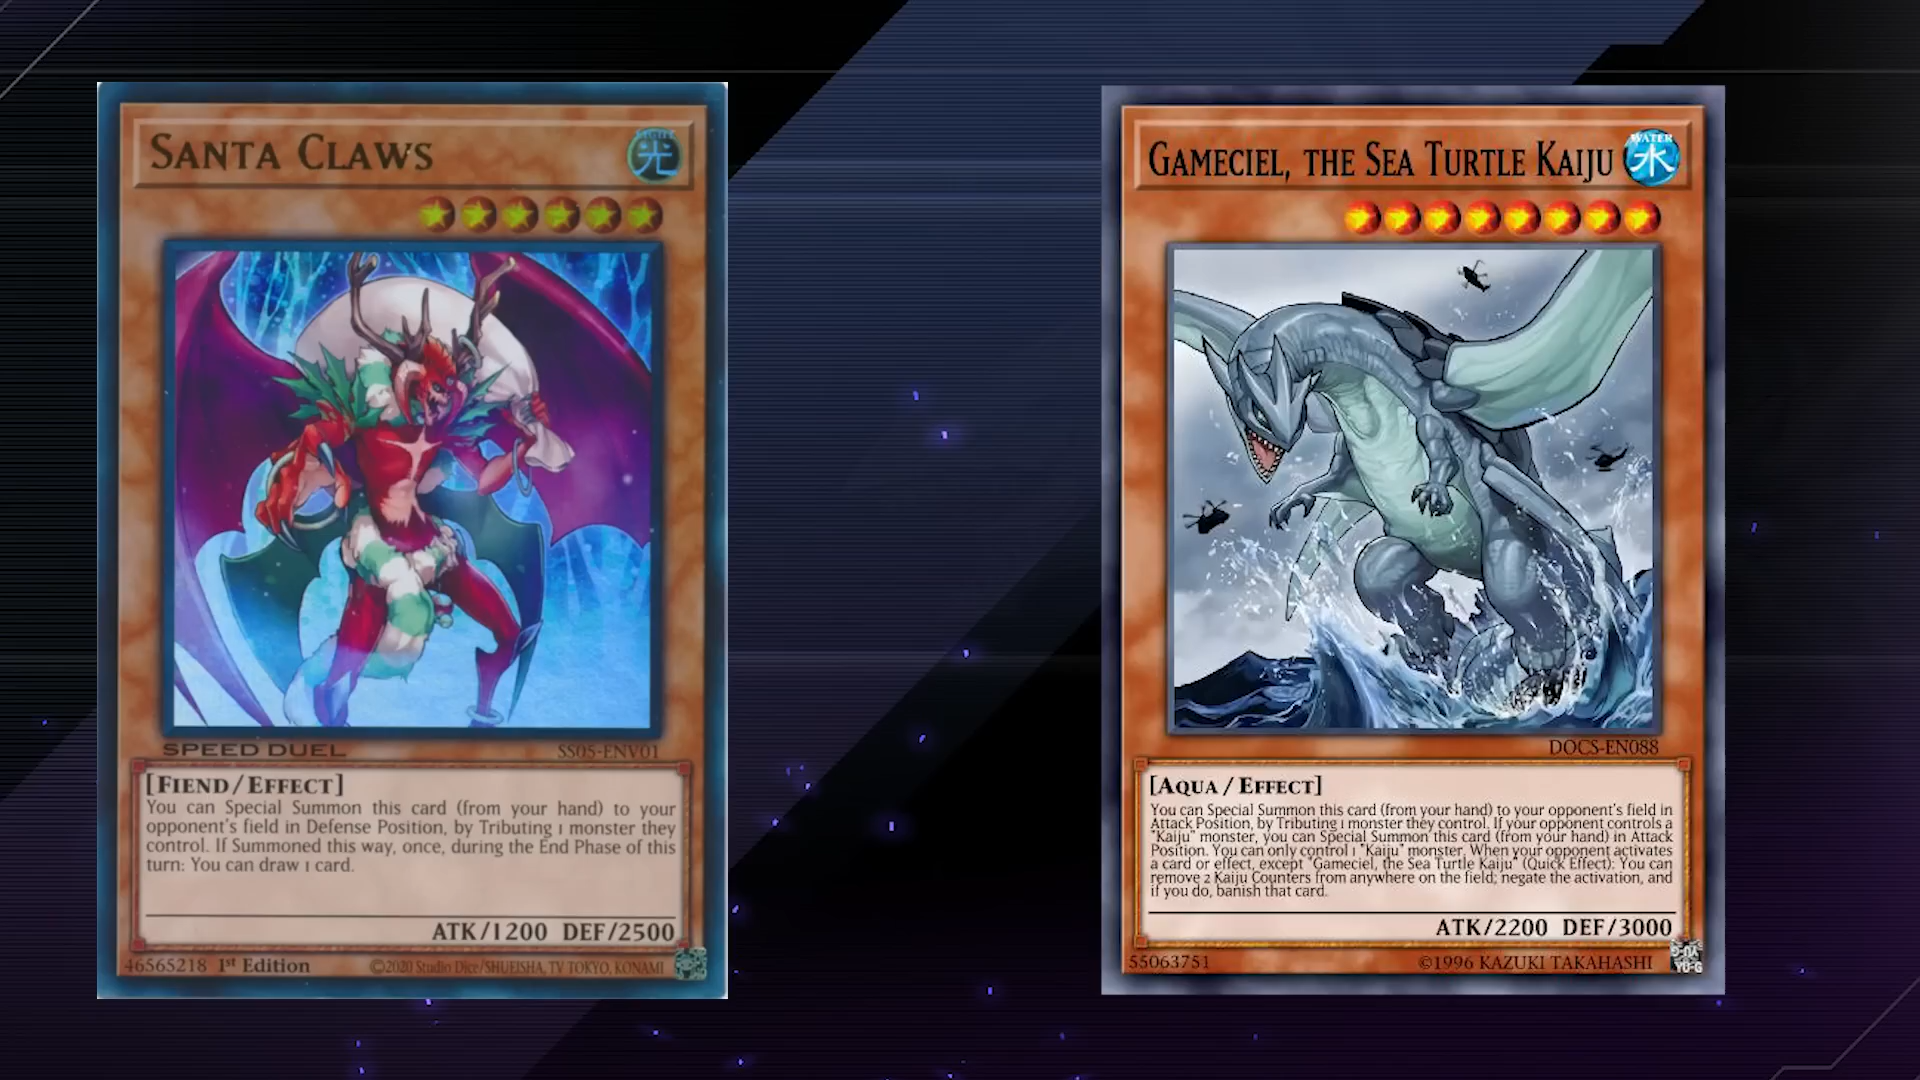 SANTA CLAWS
LIGHT
光
SPEED DUEL
SS05-ENV01
[FIEND/EFFECT]
You can Special Summon this card (from your hand) to your
opponent's field in Defense Position, by Tributing 1 monster they
control. If Summoned this way, once, during the End Phase of this
turn: You can draw 1 card.
ATK/1200 DEF/2500
46565218 1st Edition
©2020 Studio Dice/SHUEISHA, TV TOKYO, KONAMI
GAMECIEL, THE SEA TURTLE KAIJU
WATER
水
DOCS-EN088
[AQUA / EFFECT]
You can Special Summon this card (from your hand) to your opponent's field in
Attack Position, by Tributing 1 monster they control. If your opponent controls a
"Kaiju" monster, you can Special Summon this card (from your hand) in Attack
Position. You can only control 1 "Kaiju" monster. When your opponent activates
a card or effect, except "Gameciel, the Sea Turtle Kaiju" (Quick Effect): You can
remove 2 Kaiju Counters from anywhere on the field; negate the activation, and
if you do, banish that card.
ATK/2200 DEF/3000
55063751
©1996 KAZUKI TAKAHASHI